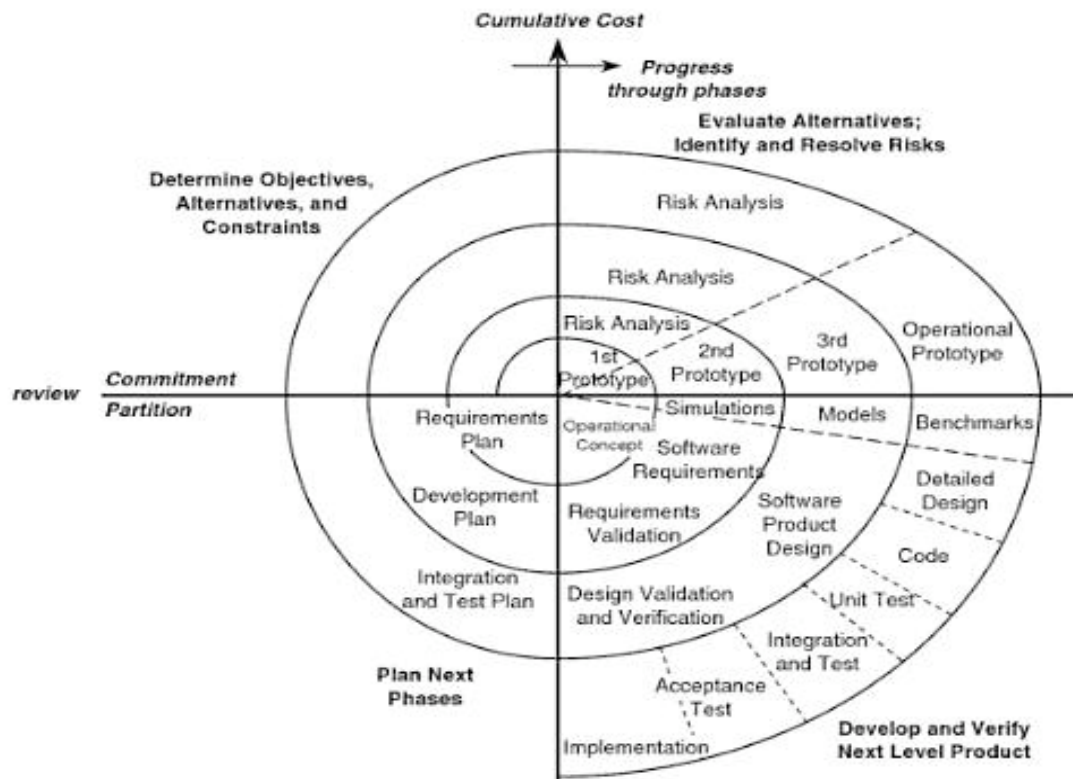 Cumulative Cost
Progress
through phases
Evaluate Alternatives;
Identify and Resolve Risks
Determine Objectives,
Alternatives, and
Constraints
Risk Analysis
Risk Analysis
Risk Analysis
1st
Prototype
2nd
Prototype
3rd
Prototype
Operational
Prototype
review
Commitment
Partition
Requirements
Plan
Operational
Concept
Simulations
Models
Benchmarks
Software
Requirements
Detailed
Design
Development
Plan
Requirements
Validation
Software
Product
Design
Code
Integration
and Test Plan
Design Validation
and Verification
Unit Test
Integration
and Test
Plan Next
Phases
Acceptance
Test
Implementation
Develop and Verify
Next Level Product